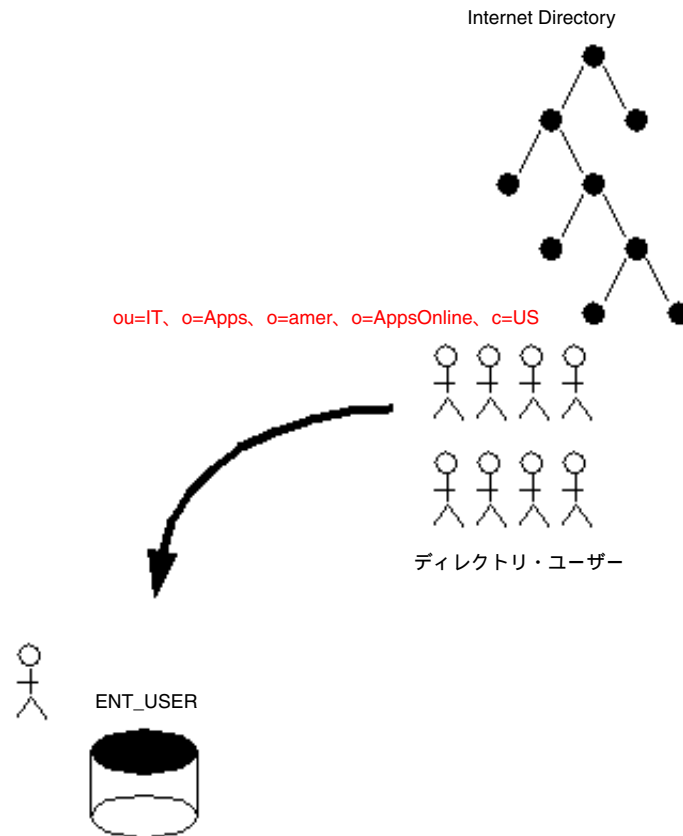 Internet Directory
ou=IT、o=Apps、o=amer、o=AppsOnline、c=US
ディレクトリ・ユーザー
ENT_USER